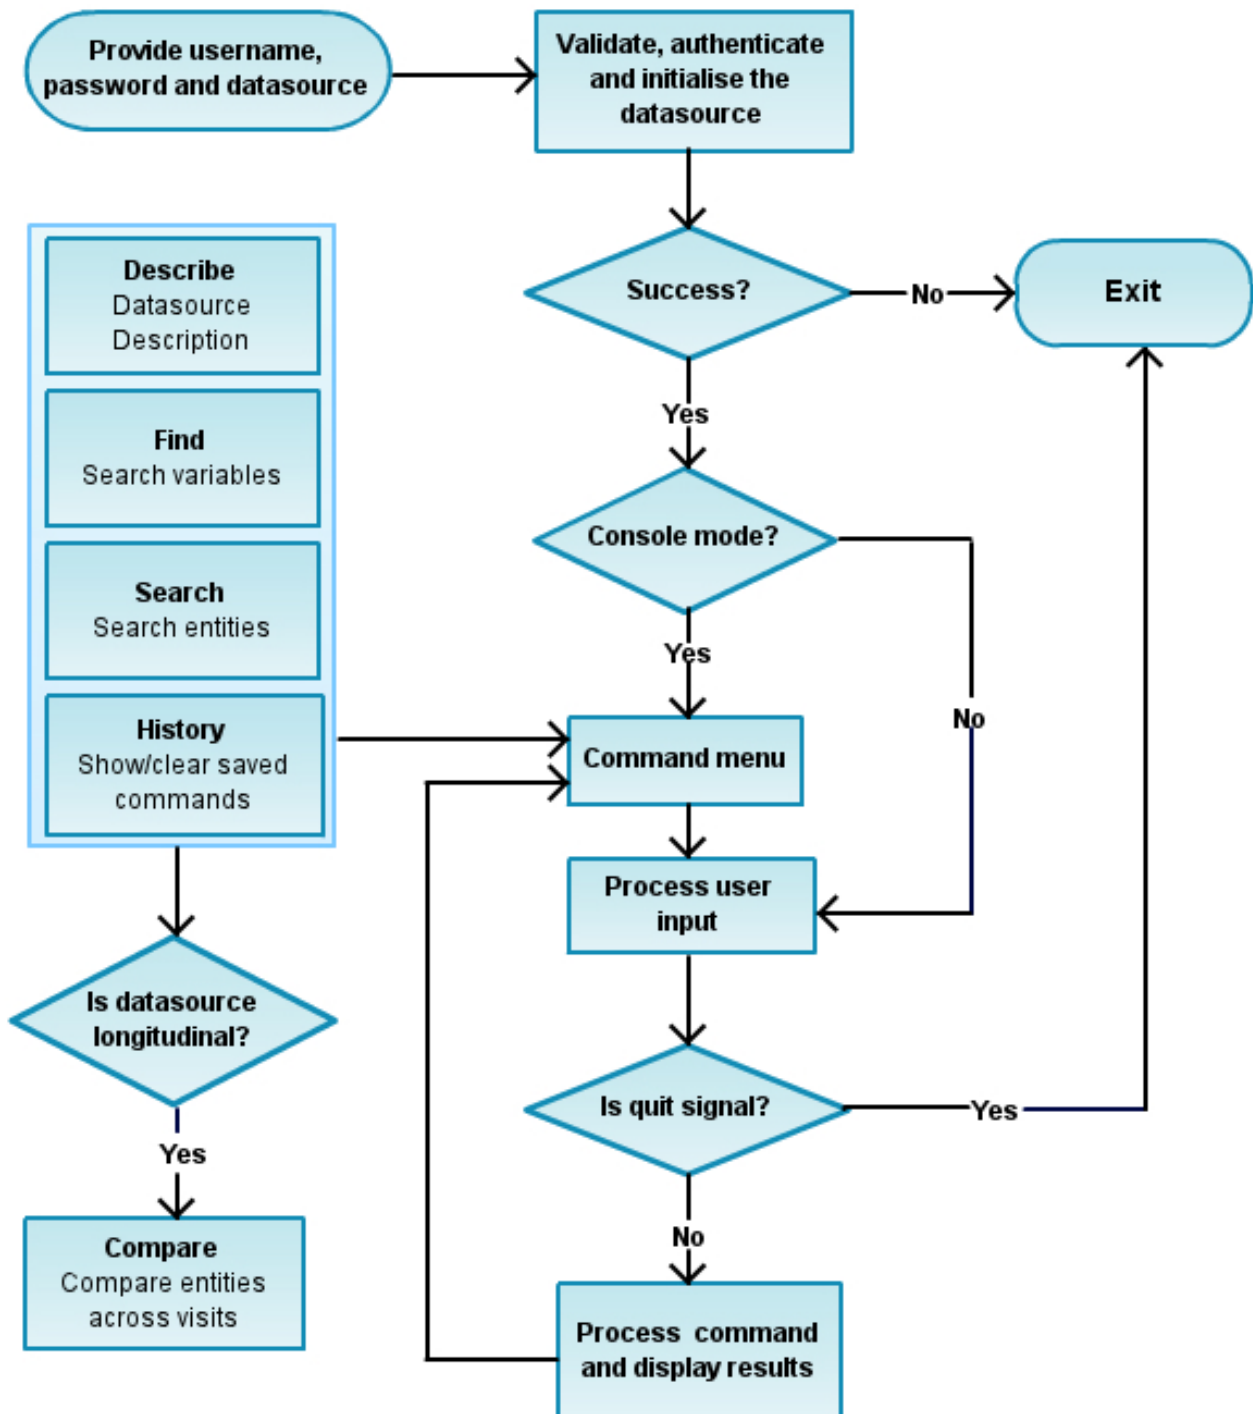 Provide username,
password and datasource
Validate, authenticate
and initialise the
datasource
Success?
No
Exit
Yes
Describe
Datasource
Description
Find
Search variables
Search
Search entities
History
Show/clear saved
commands
Console mode?
Yes
No
Command menu
Process user
input
Is datasource
longitudinal?
Yes
Compare
Compare entities
across visits
Is quit signal?
Yes
No
Process command
and display results